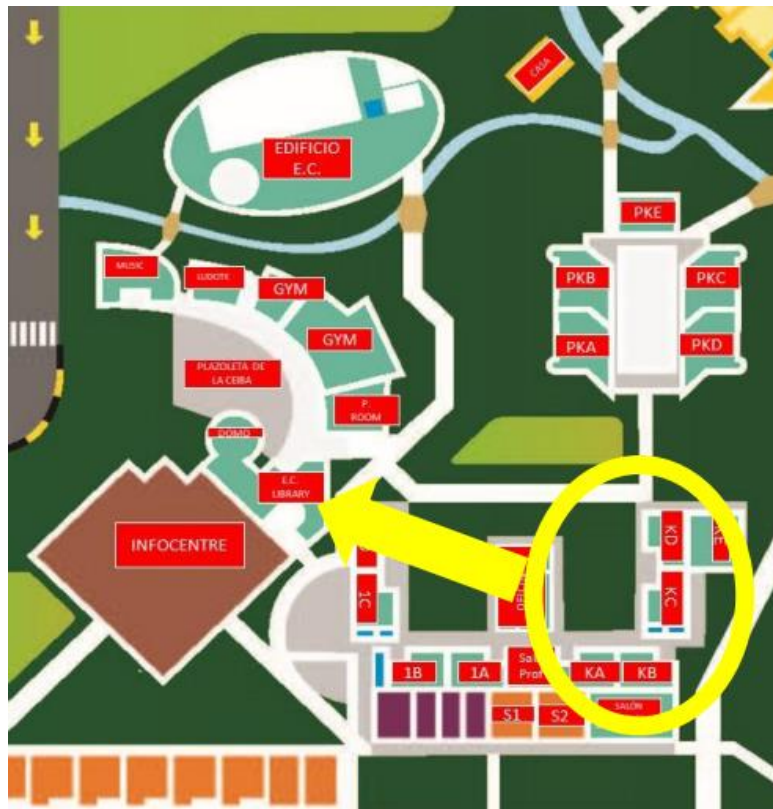 CASA
EDIFICIO
E.C.
PKE
MUSIC
LUDOTE
GYM
PKB
PKC
GYM
PKA
PKD
PLAZOLETA DE
LA CEIBA
P.
ROOM
DOMO
E.C.
LIBRARY
INFOCENTRE
KD
KE
1C
KC
1B
1A
KA
KB
S1
S2
SALÓN